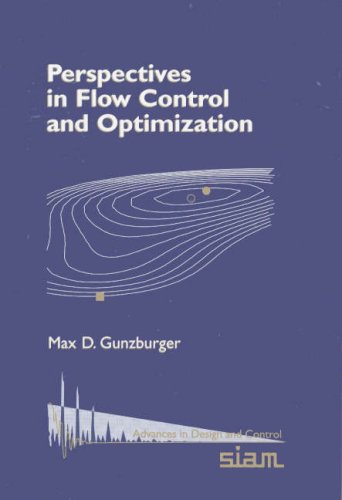 Perspectives
in Flow Control
and Optimization
Max D. Gunzburger
Advances in Design and Control
siam